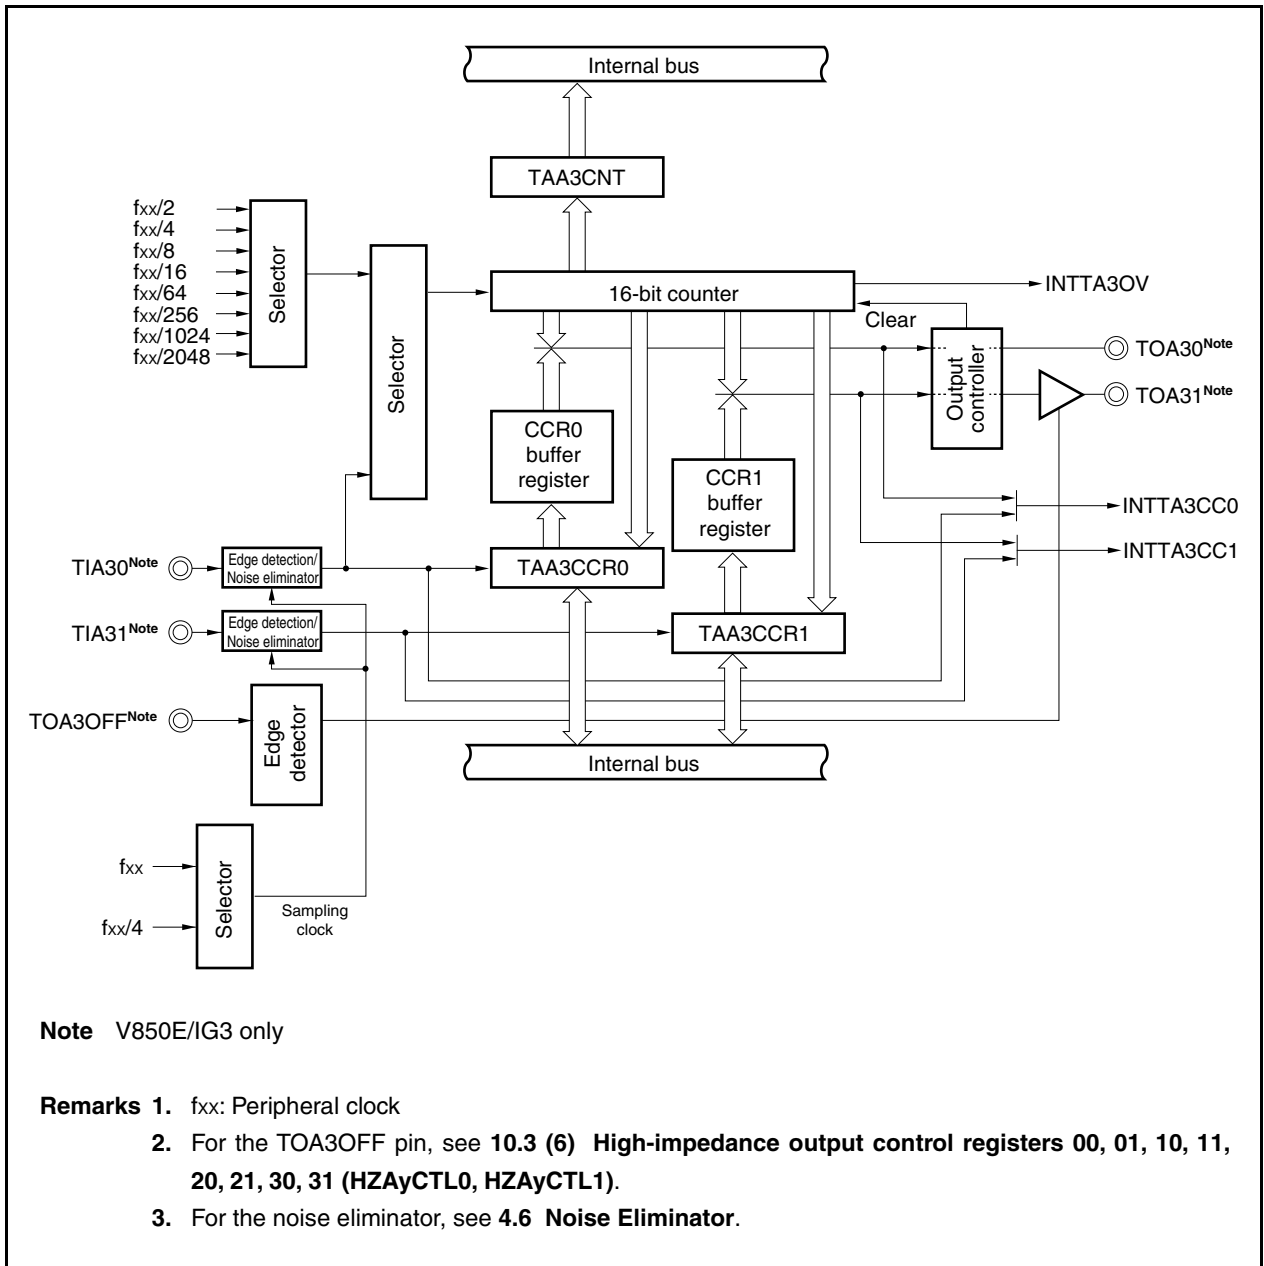 Internal bus
TAA3CNT
fxx/2
fxx/4
fxx/8
fxx/16
fxx/64
fxx/256
fxx/1024
fxx/2048
Selector
Selector
16-bit counter
INTTA3OV
Clear
Output
controller
TOA30Note
TOA31Note
CCR0
buffer
register
CCR1
buffer
register
INTTA3CC0
INTTA3CC1
TIA30Note
Edge detection/
Noise eliminator
TAA3CCR0
TIA31Note
Edge detection/
Noise eliminator
TAA3CCR1
TOA3OFFNote
Edge
detector
Internal bus
fxx
fxx/4
Selector
Sampling
clock
Note V850E/IG3 only
Remarks 1. fxx: Peripheral clock
2. For the TOA3OFF pin, see 10.3 (6) High-impedance output control registers 00, 01, 10, 11,
20, 21, 30, 31 (HZAyCTL0, HZAyCTL1).
3. For the noise eliminator, see 4.6 Noise Eliminator.